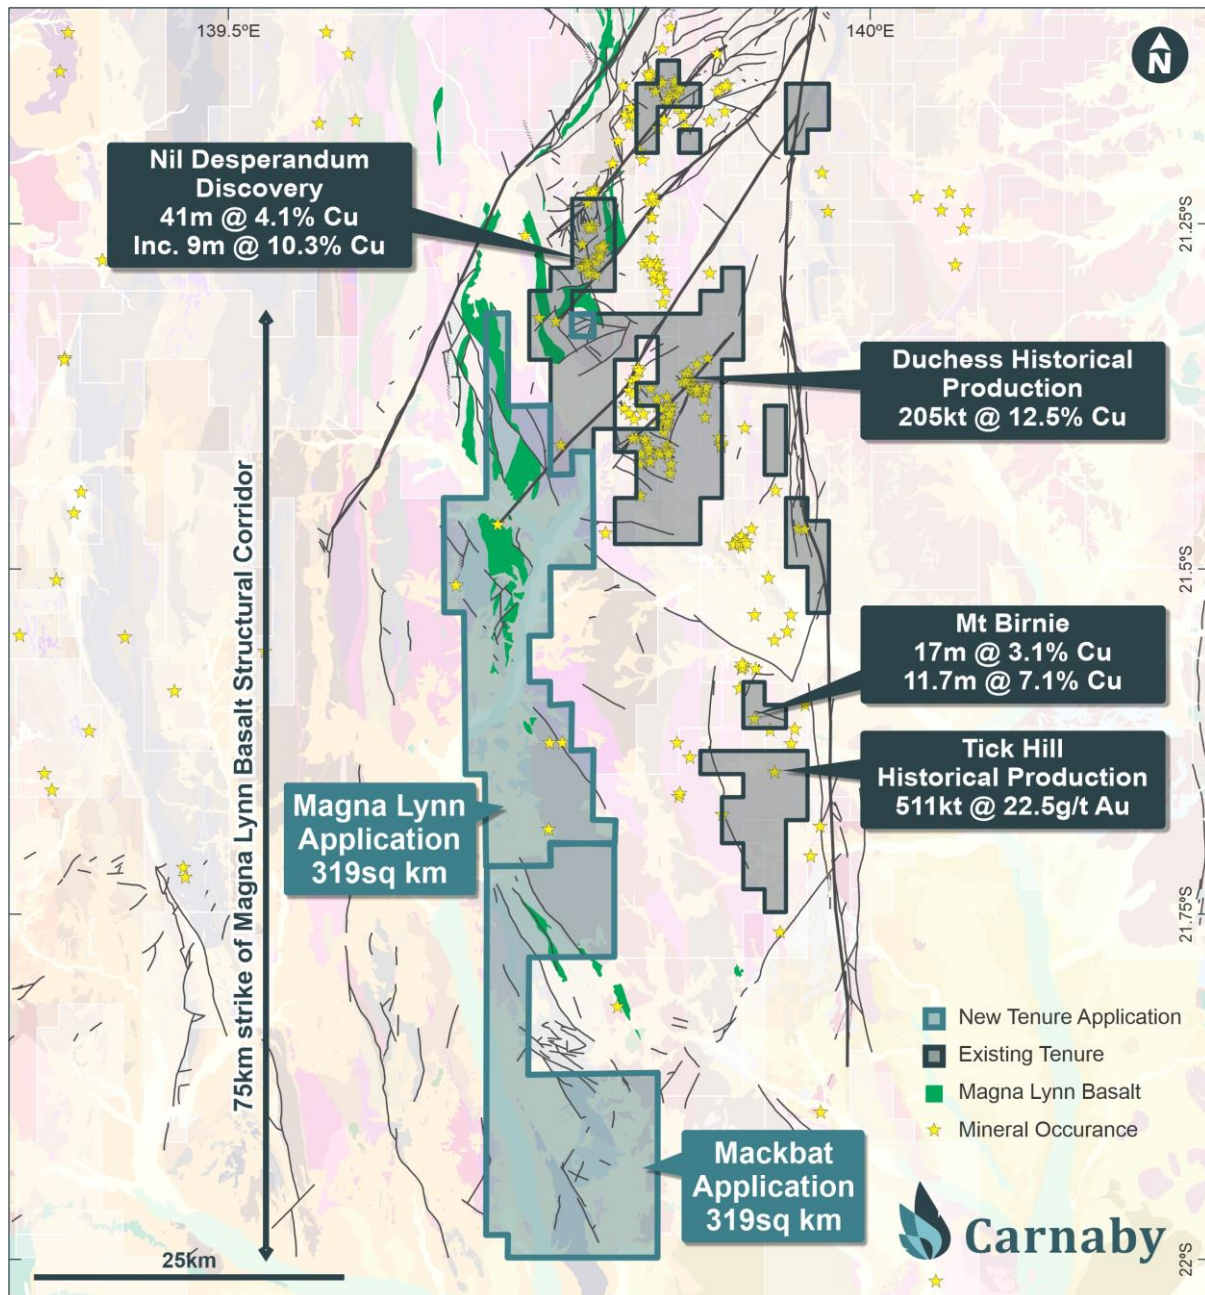 139.5ºE
140ºE
N
Nil Desperandum
Discovery
41m @ 4.1% Cu
Inc. 9m @ 10.3% Cu
21.25ºS
Duchess Historical
Production
205kt @ 12.5% Cu
21.5ºS
Mt Birnie
17m @ 3.1% Cu
11.7m @ 7.1% Cu
Tick Hill
Historical Production
511kt @ 22.5g/t Au
Magna Lynn
Application
319sq km
75km strike of Magna Lynn Basalt Structural Corridor
21.75ºS
New Tenure Application
Existing Tenure
Magna Lynn Basalt
Mineral Occurance
Mackbat
Application
319sq km
Carnaby
25km
22ºS